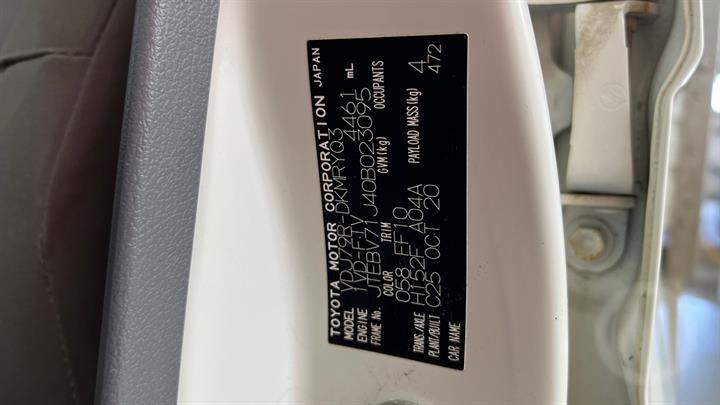 TOYOTA MOTOR CORPORATION JAPAN
MODEL VDJ79R-DKMRYQ3
ENGINE 1VD-FTV 4461 mL
FRAME No. JTEBV71J40B023095
COLOR TRIM GVM(kg) OCCUPANTS
058 FF10 4
TRANS./AXLE H152F A04A PAYLOAD MASS(kg)
PLANT/BUILT C25 OCT 20 472
CAR NAME